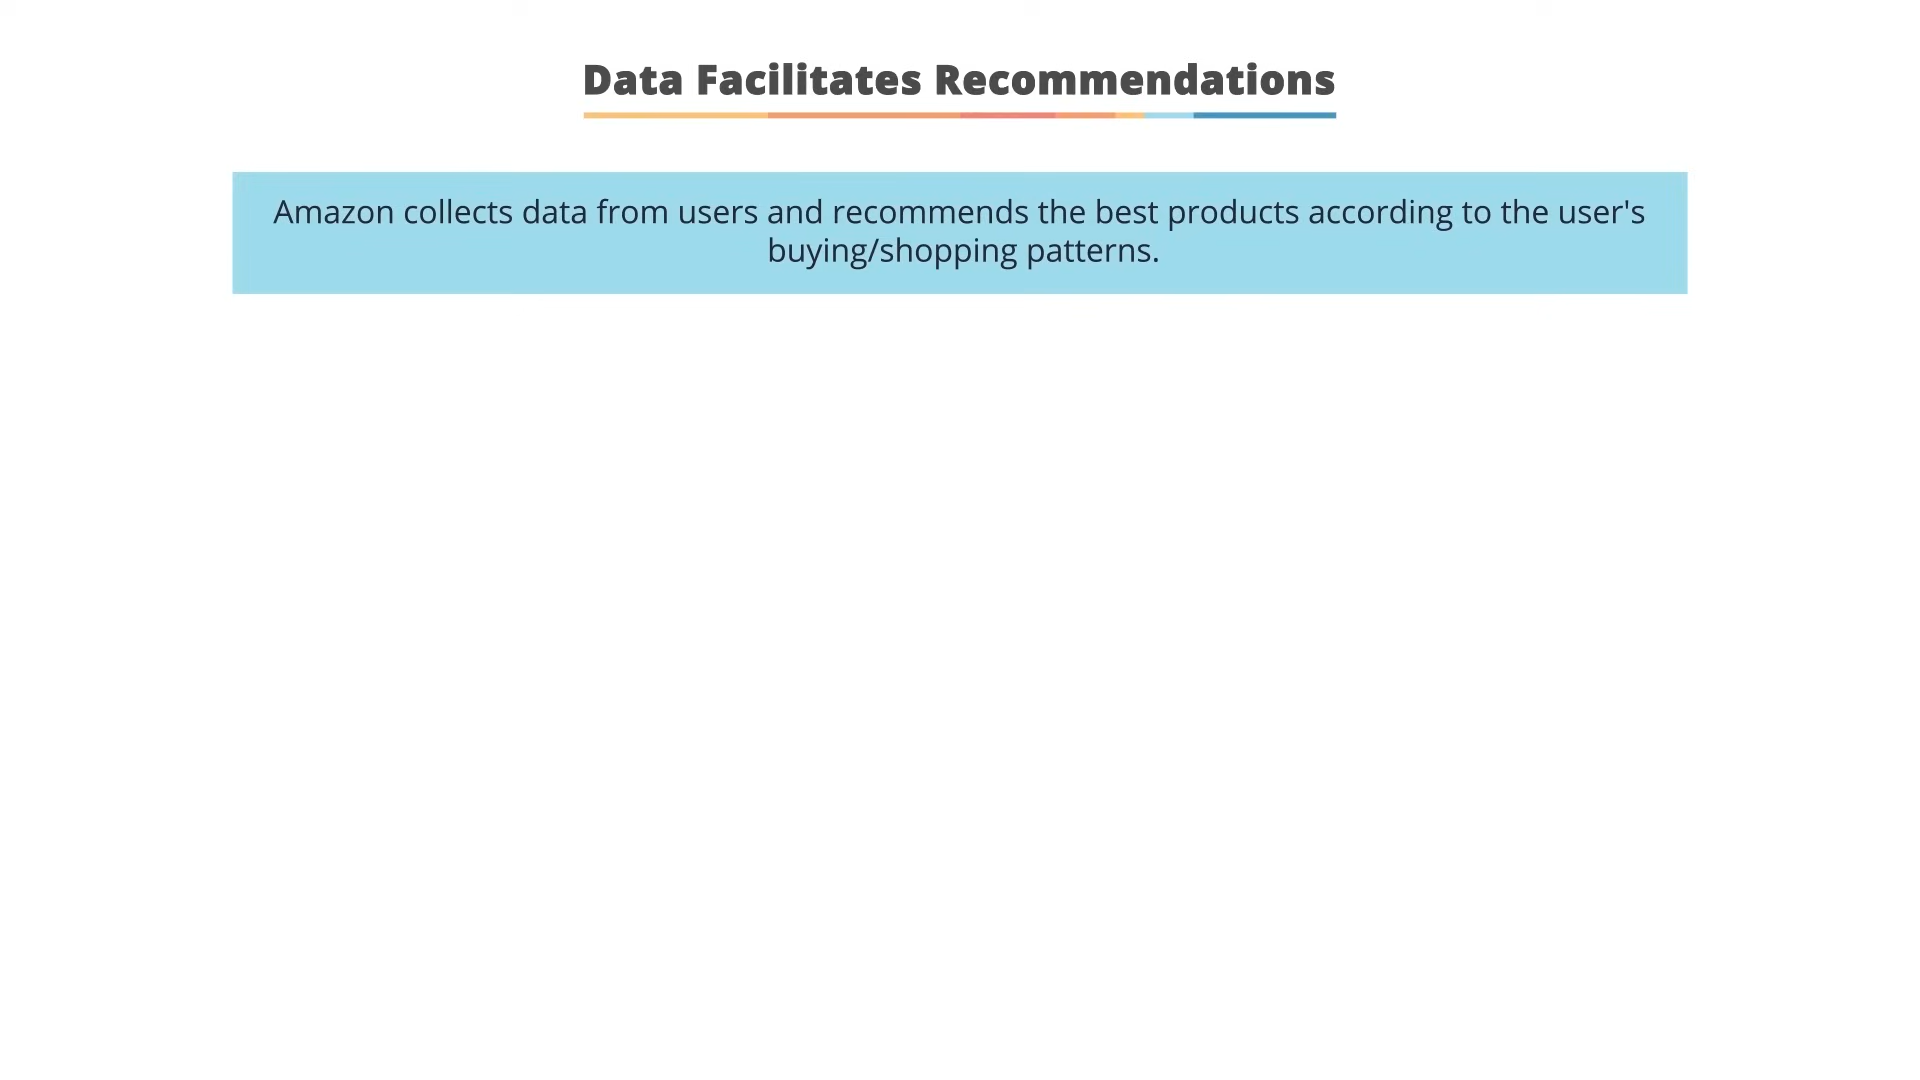 Data Facilitates Recommendations
Amazon collects data from users and recommends the best products according to the user's
buying/shopping patterns.